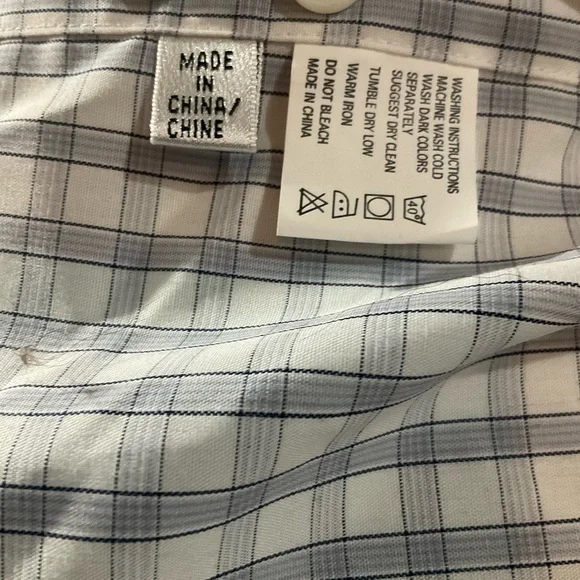 MADE
IN
CHINA/
CHINE
WASHING INSTRUCTIONS
MACHINE WASH COLD
WASH DARK COLORS
SEPARATELY
SUGGEST DRY CLEAN
TUMBLE DRY LOW
WARM IRON
DO NOT BLEACH
MADE IN CHINA
40°